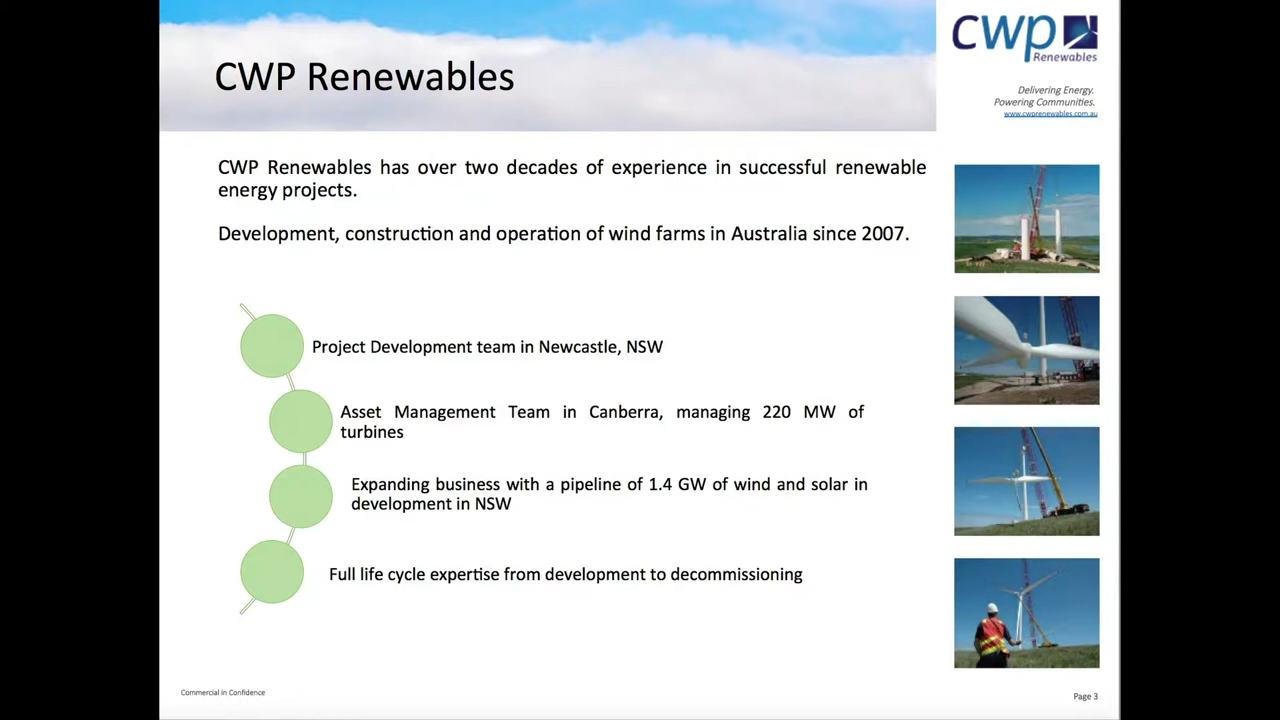 CWP Renewables
cwp
Renewables
Delivering Energy.
Powering Communities.
www.cwprenewables.com.au
CWP Renewables has over two decades of experience in successful renewable
energy projects.
Development, construction and operation of wind farms in Australia since 2007.
Project Development team in Newcastle, NSW
Asset Management Team in Canberra, managing 220 MW of
turbines
Expanding business with a pipeline of 1.4 GW of wind and solar in
development in NSW
Full life cycle expertise from development to decommissioning
Commercial in Confidence
Page 3